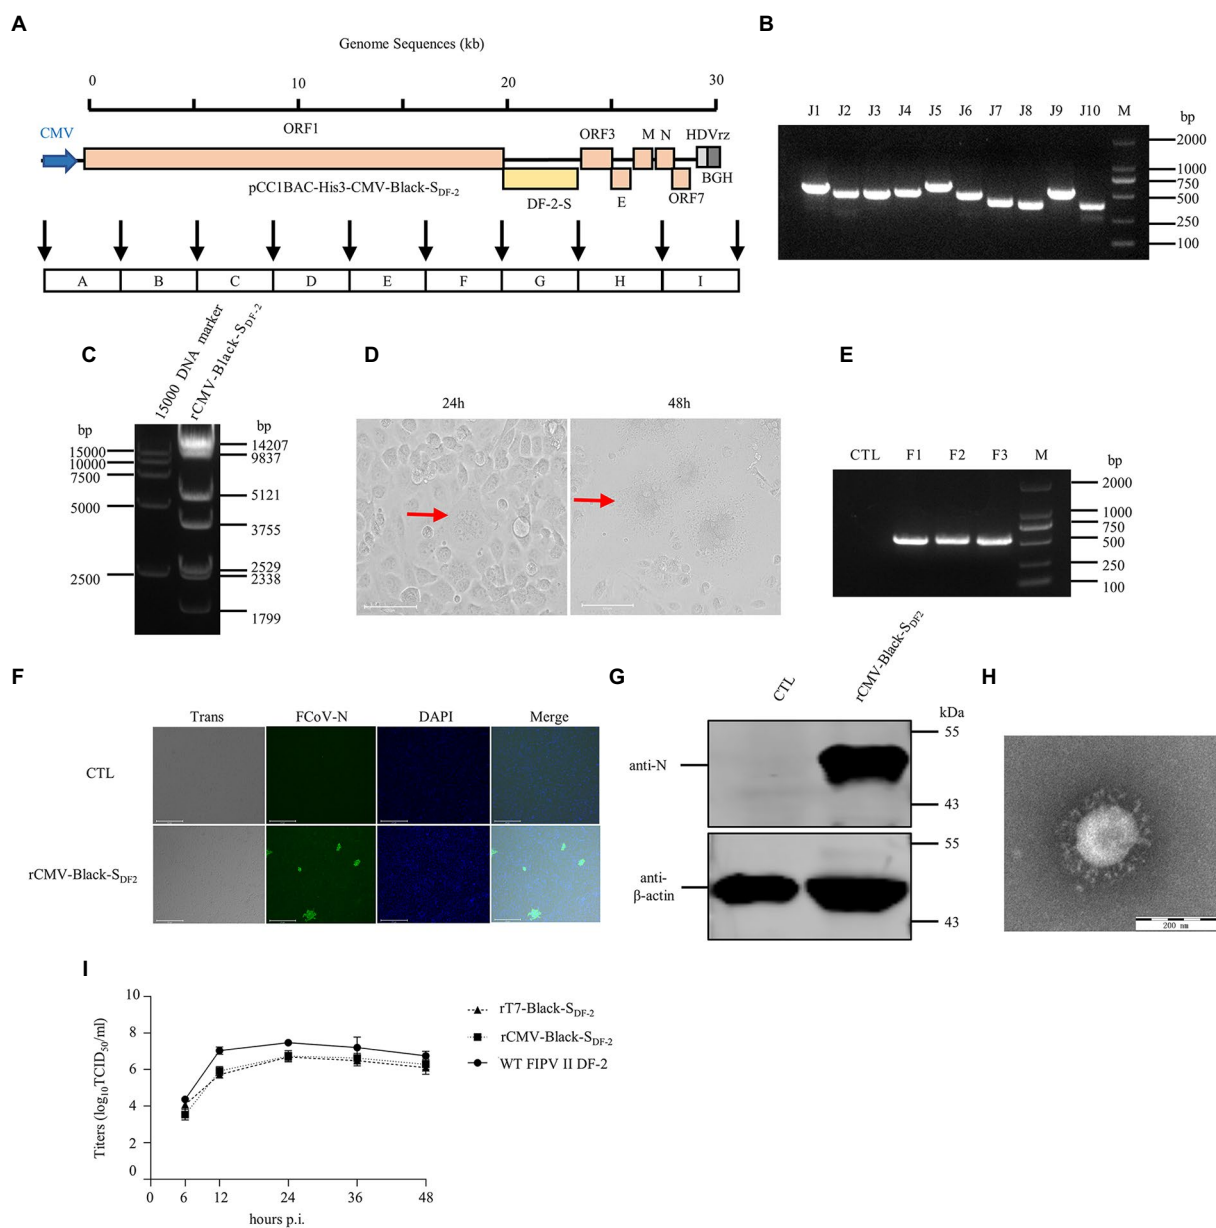 A
Genome Sequences (kb)
0 10 20 30
CMV
ORF1
ORF3 M N HDVrz
pCC1BAC-His3-CMV-Black-SDF-2
DF-2-S E ORF7 BGH
A B C D E F G H I
B
J1 J2 J3 J4 J5 J6 J7 J8 J9 J10 M
bp
2000
1000
750
500
250
100
C
15000 DNA marker
rCMV-Black-SDF-2
bp
15000
10000
7500
5000
2500
bp
14207
9837
5121
3755
2529
2338
1799
D
24h 48h
E
CTL F1 F2 F3 M
bp
2000
1000
750
500
250
100
F
Trans FCoV-N DAPI Merge
CTL
rCMV-Black-SDF2
G
CTL
rCMV-Black-SDF2
kDa
55
anti-N
43
55
anti-
β-actin
43
H
200 nm
I
Titers (log10TCID50/ml)
10
8
6
4
2
0
0 6 12 24 36 48
hours p.i.
rT7-Black-SDF-2
rCMV-Black-SDF-2
WT FIPV II DF-2